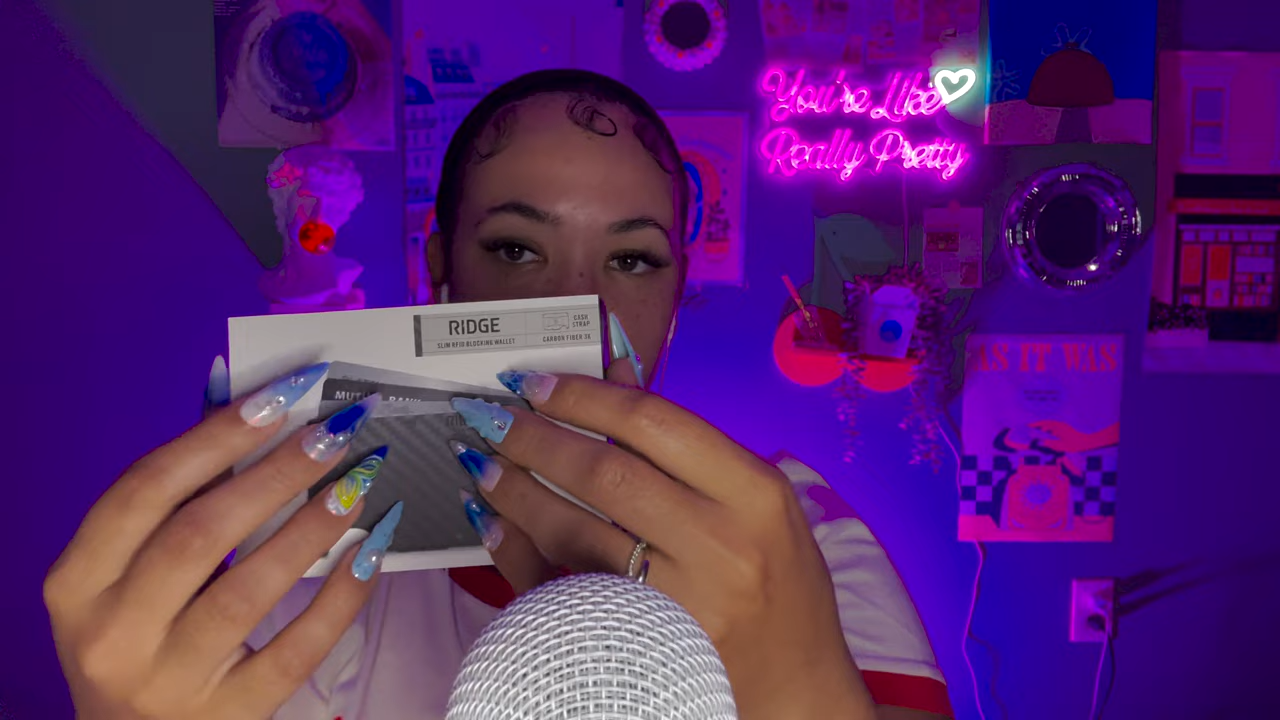 You're Like
Really Pretty
RIDGE
SLIM RFID BLOCKING WALLET
CASH
STRAP
CARBON FIBER 3K
AS IT WAS